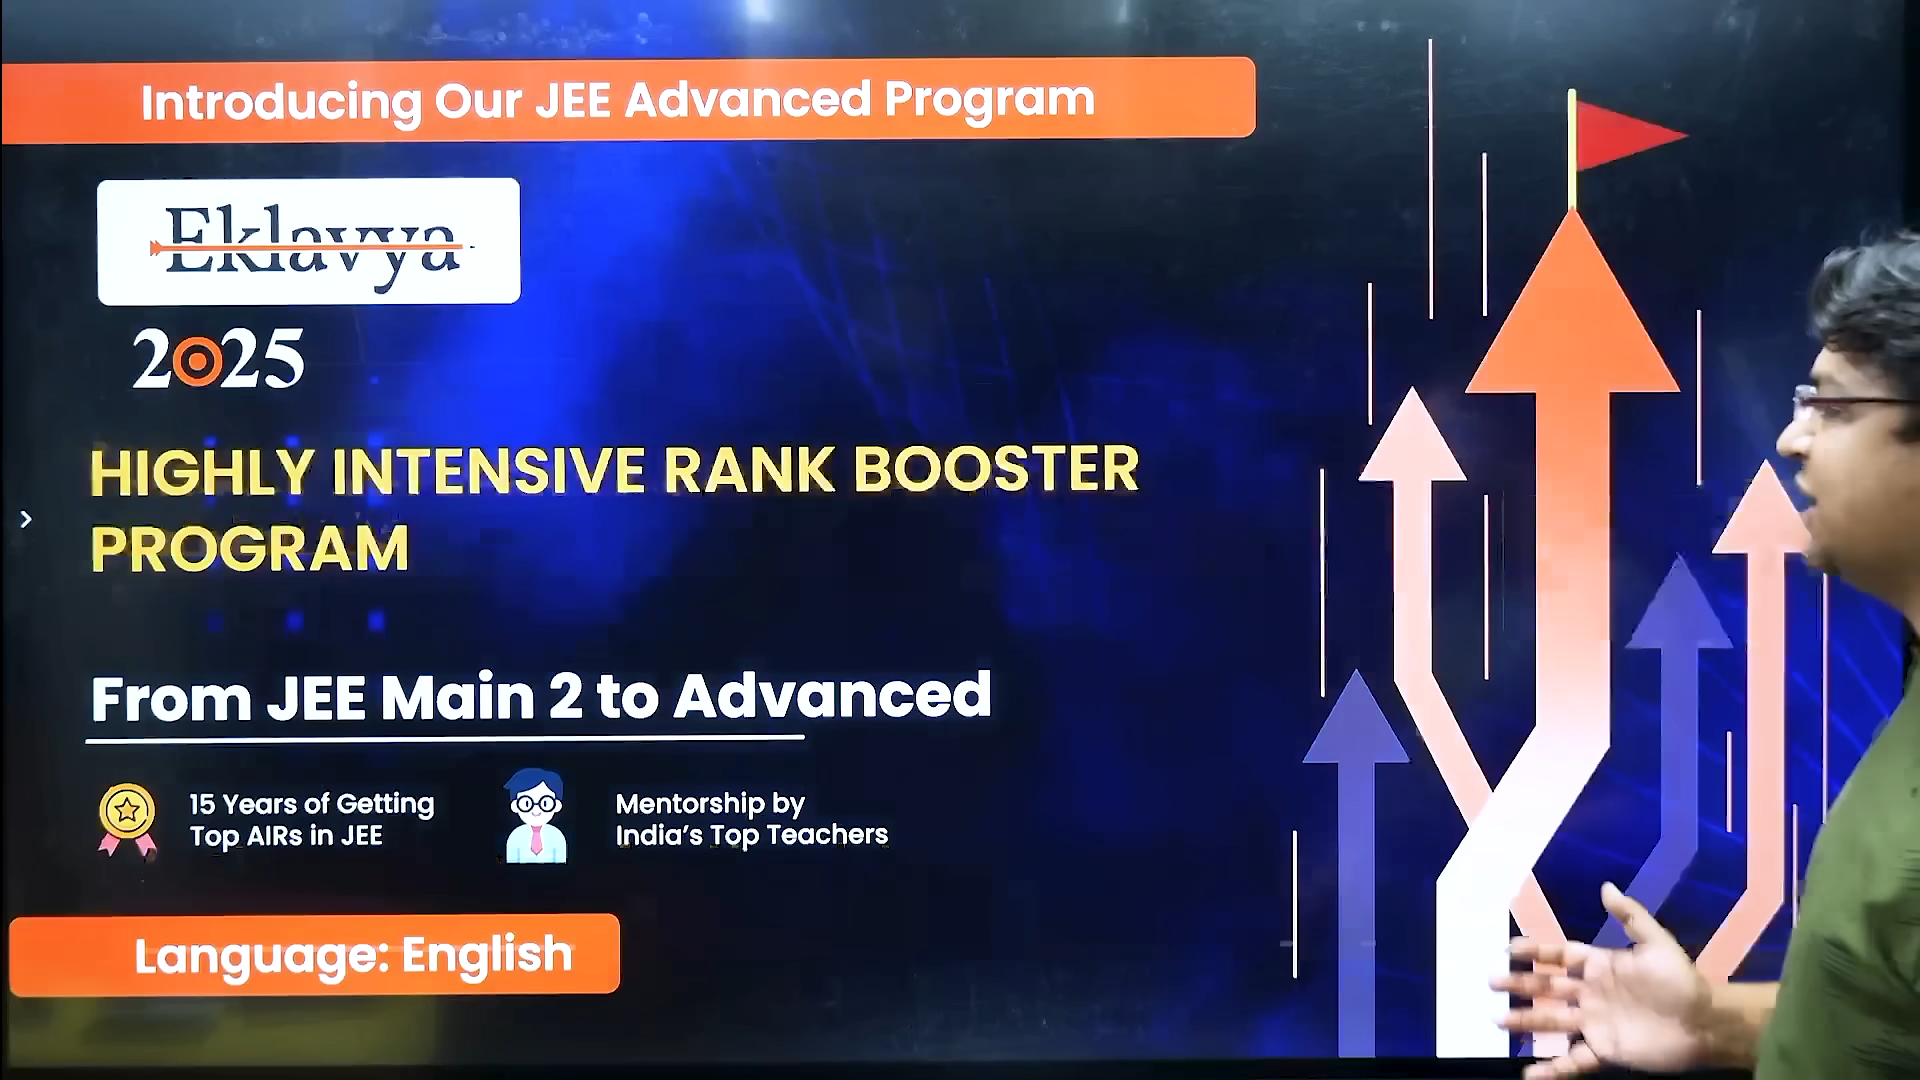 Introducing Our JEE Advanced Program
Eklavya
2025
HIGHLY INTENSIVE RANK BOOSTER
PROGRAM
From JEE Main 2 to Advanced
15 Years of Getting
Top AIRs in JEE
Mentorship by
India's Top Teachers
Language: English